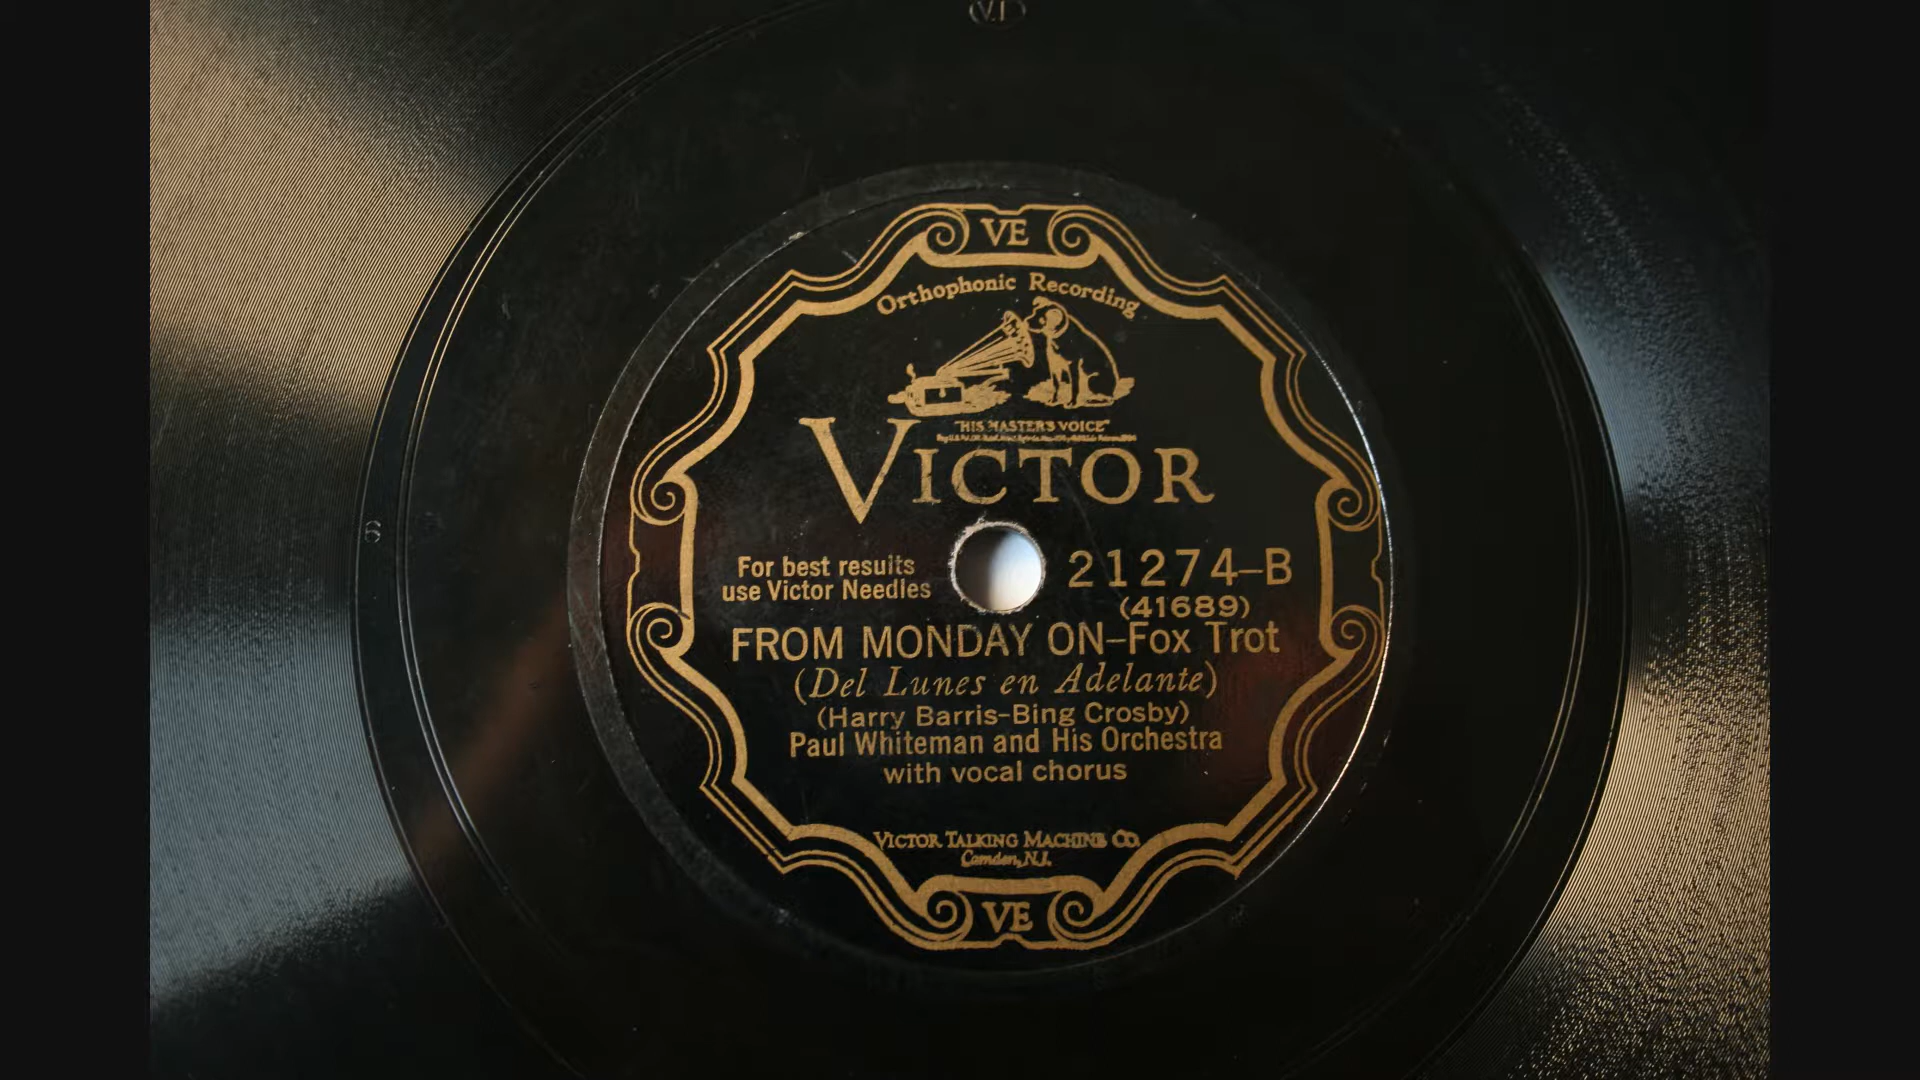 VE
Orthophonic Recording
"HIS MASTER'S VOICE"
VICTOR
For best results
use Victor Needles
21274-B
(41689)
FROM MONDAY ON-Fox Trot
(Del Lunes en Adelante)
(Harry Barris-Bing Crosby)
Paul Whiteman and His Orchestra
with vocal chorus
VICTOR TALKING MACHINE CO.
Camden, N.J.
VE
6